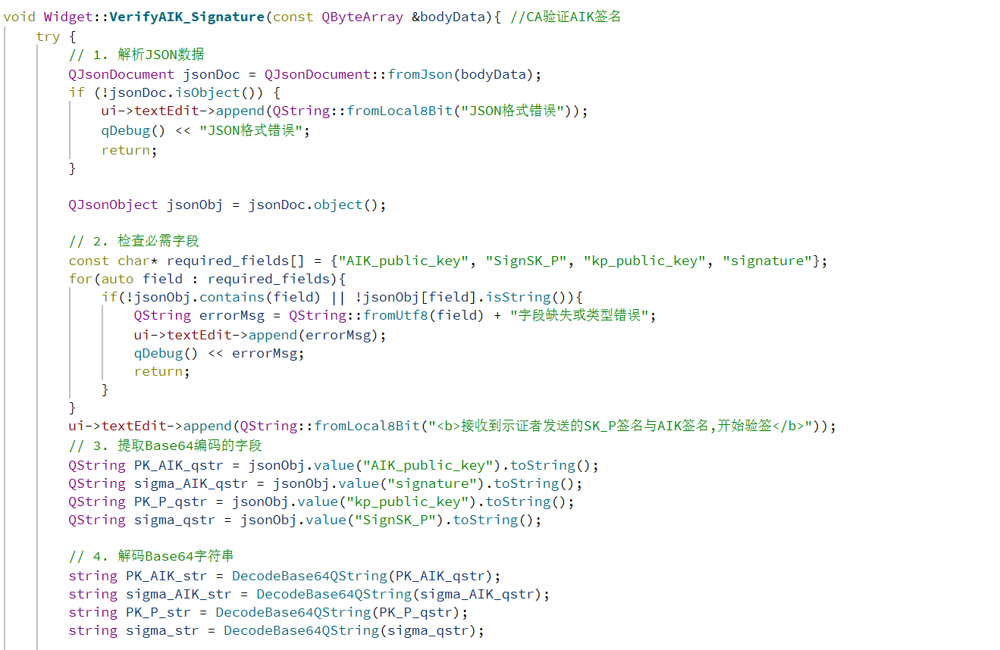 void Widget::VerifyAIK_Signature(const QByteArray &bodyData){ //CA验证AIK签名
    try {
        // 1. 解析JSON数据
        QJsonDocument jsonDoc = QJsonDocument::fromJson(bodyData);
        if (!jsonDoc.isObject()) {
            ui->textEdit->append(QString::fromLocal8Bit("JSON格式错误"));
            qDebug() << "JSON格式错误";
            return;
        }

        QJsonObject jsonObj = jsonDoc.object();

        // 2. 检查必需字段
        const char* required_fields[] = {"AIK_public_key", "SignSK_P", "kp_public_key", "signature"};
        for(auto field : required_fields){
            if(!jsonObj.contains(field) || !jsonObj[field].isString()){
                QString errorMsg = QString::fromUtf8(field) + "字段缺失或类型错误";
                ui->textEdit->append(errorMsg);
                qDebug() << errorMsg;
                return;
            }
        }
        ui->textEdit->append(QString::fromLocal8Bit("<b>接收到示证者发送的SK_P签名与AIK签名,开始验签</b>"));
        // 3. 提取Base64编码的字段
        QString PK_AIK_qstr = jsonObj.value("AIK_public_key").toString();
        QString sigma_AIK_qstr = jsonObj.value("signature").toString();
        QString PK_P_qstr = jsonObj.value("kp_public_key").toString();
        QString sigma_qstr = jsonObj.value("SignSK_P").toString();

        // 4. 解码Base64字符串
        string PK_AIK_str = DecodeBase64QString(PK_AIK_qstr);
        string sigma_AIK_str = DecodeBase64QString(sigma_AIK_qstr);
        string PK_P_str = DecodeBase64QString(PK_P_qstr);
        string sigma_str = DecodeBase64QString(sigma_qstr);